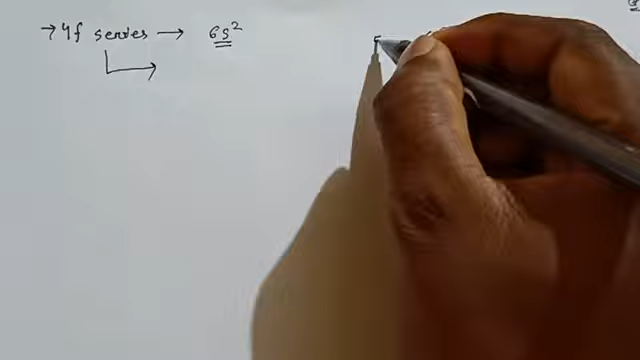 → 4f series → 6s²